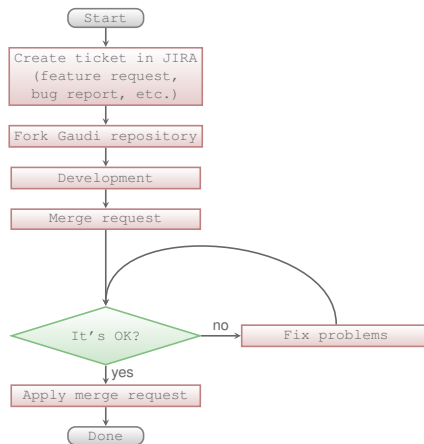 Start
Create ticket in JIRA
(feature request,
bug report, etc.)
Fork Gaudi repository
Development
Merge request
It's OK?
no
Fix problems
yes
Apply merge request
Done